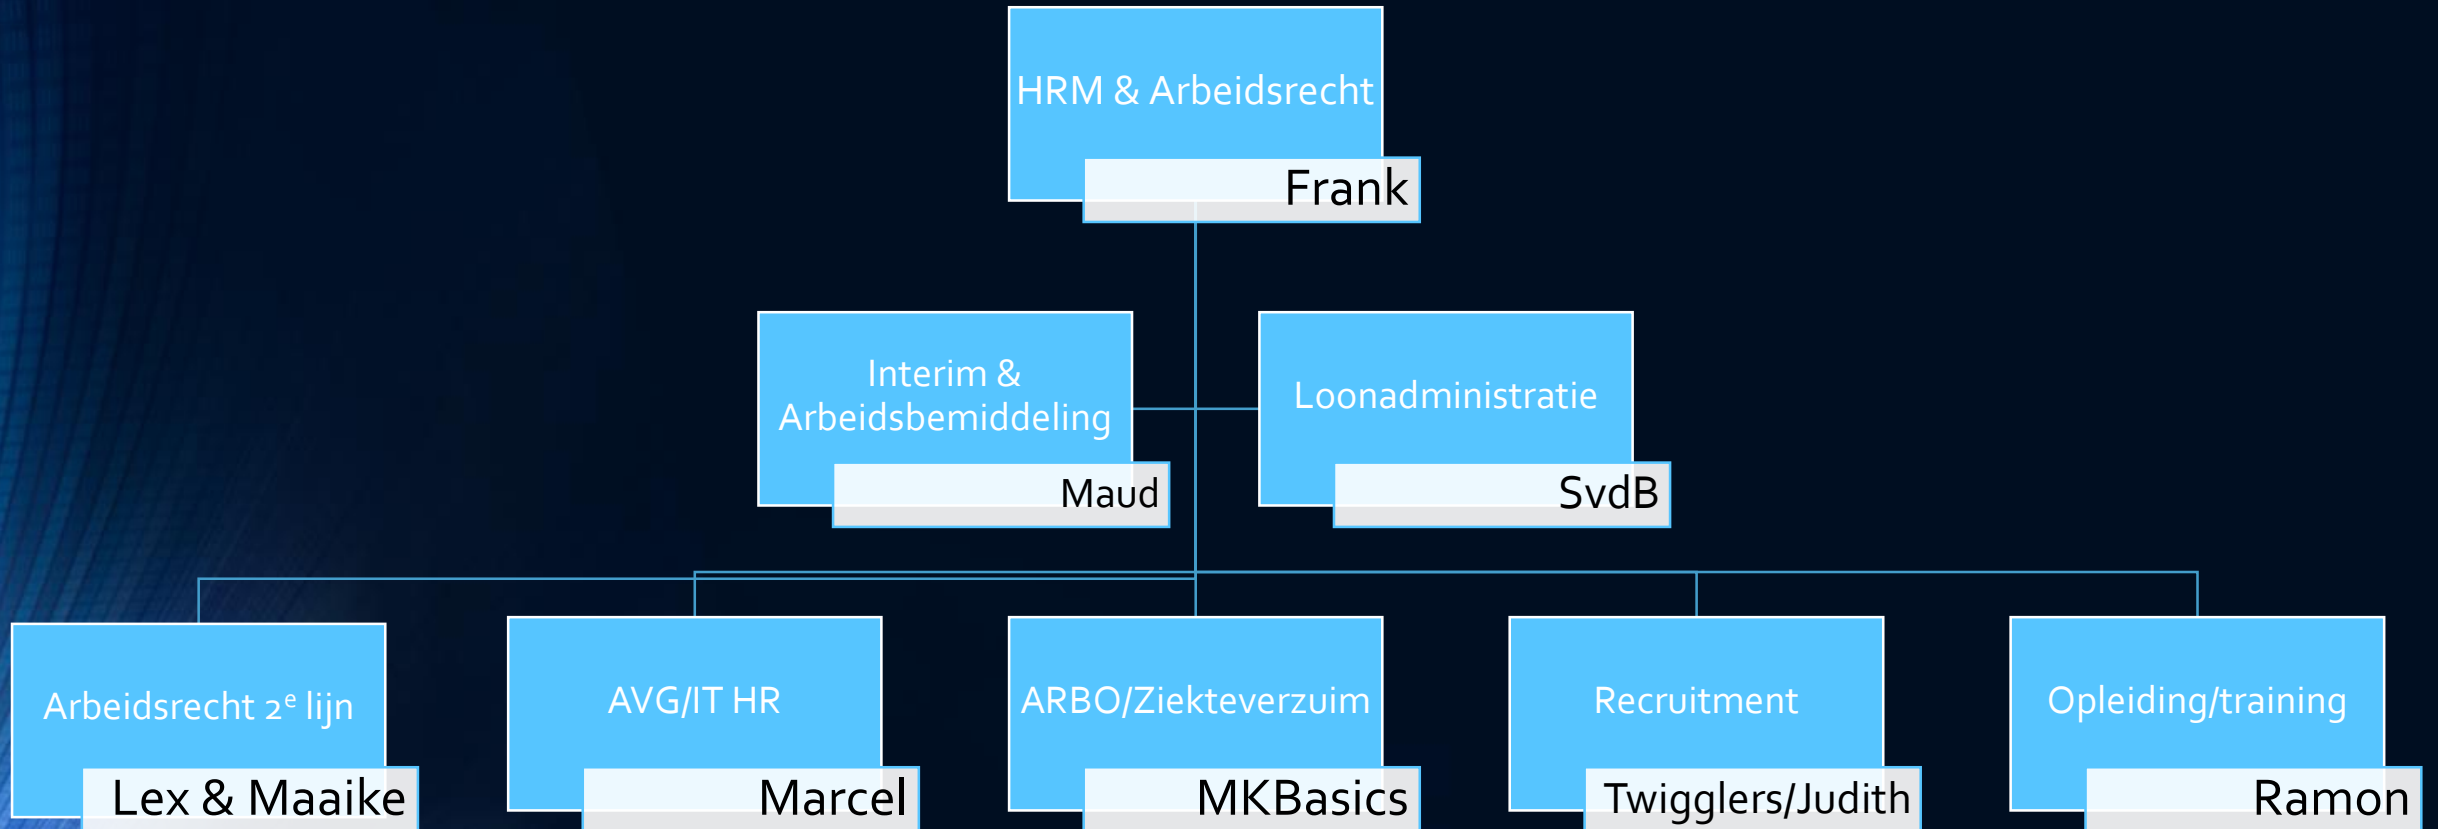 HRM & Arbeidsrecht
Frank
Interim &
Arbeidsbemiddeling
Maud
Loonadministratie
SvdB
Arbeidsrecht 2ᵉ lijn
Lex & Maaike
AVG/IT HR
Marcel
ARBO/Ziekteverzuim
MKBasics
Recruitment
Twigglers/Judith
Opleiding/training
Ramon